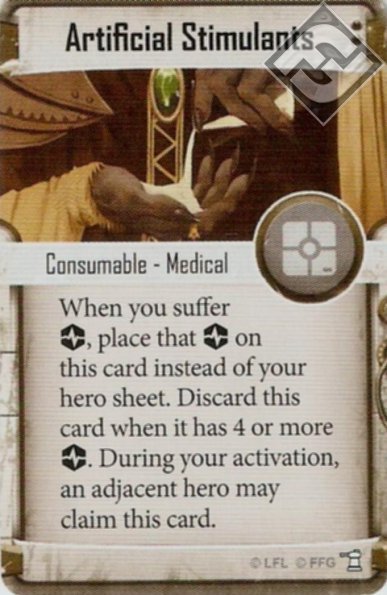 Artificial Stimulants
Consumable - Medical
When you suffer
, place that on
this card instead of your
hero sheet. Discard this
card when it has 4 or more
. During your activation,
an adjacent hero may
claim this card.
© LFL © FFG